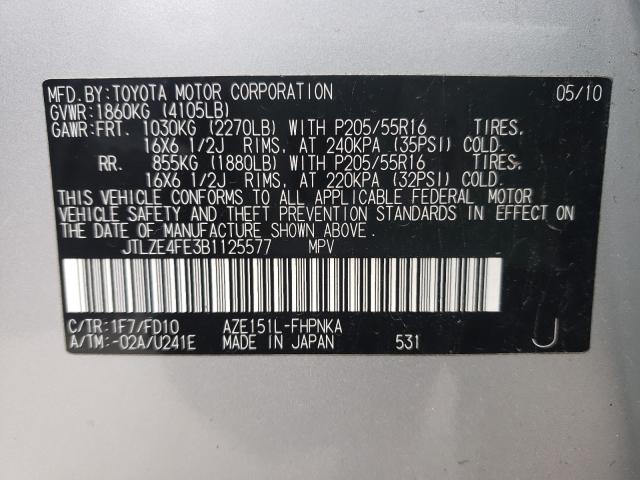 MFD.BY:TOYOTA MOTOR CORPORATION 05/10
GVWR:1860KG (4105LB)
GAWR:FRT. 1030KG (2270LB) WITH P205/55R16 TIRES,
16X6 1/2J RIMS, AT 240KPA (35PSI) COLD.
RR. 855KG (1880LB) WITH P205/55R16 TIRES,
16X6 1/2J RIMS, AT 220KPA (32PSI) COLD.
THIS VEHICLE CONFORMS TO ALL APPLICABLE FEDERAL MOTOR
VEHICLE SAFETY AND THEFT PREVENTION STANDARDS IN EFFECT ON
THE DATE OF MANUFACTURE SHOWN ABOVE.
JTLZE4FE3B1125577 MPV
C/TR:1F7/FD10 AZE151L-FHPNKA
A/TM:-02A/U241E MADE IN JAPAN 531 U